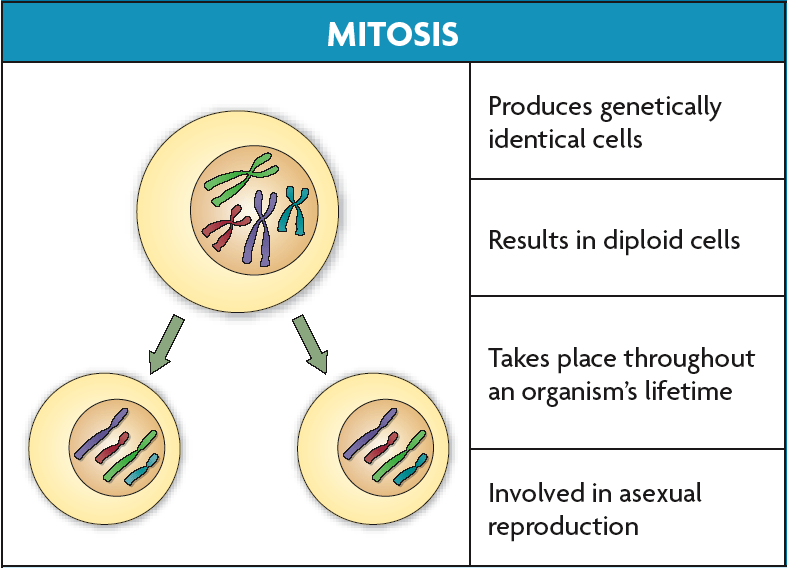 MITOSIS
Produces genetically
identical cells
Results in diploid cells
Takes place throughout
an organism's lifetime
Involved in asexual
reproduction